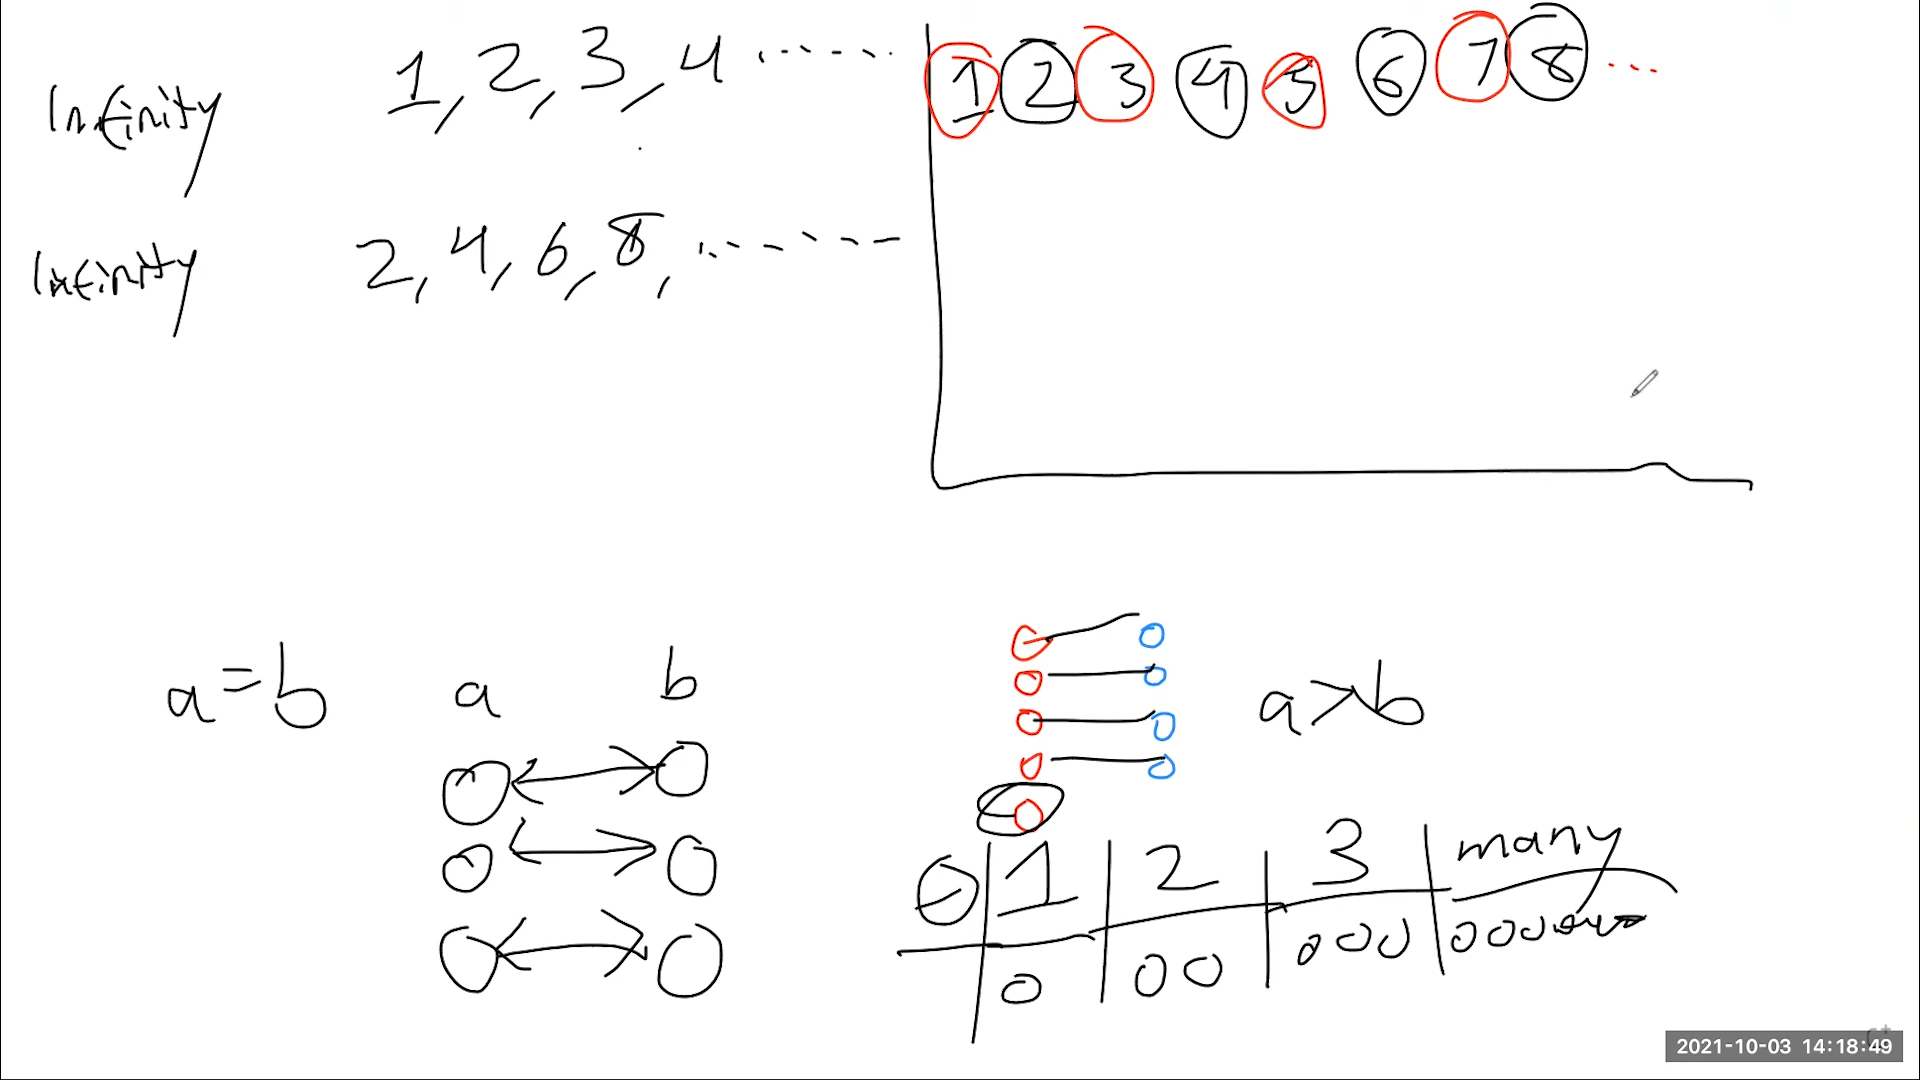 Infinity 1, 2, 3, 4 ......
1 2 3 4 5 6 7 8 ...
Infinity 2, 4, 6, 8, ......
a=b a b
a>b
0 1 2 3 many
2021-10-03 14:18:49